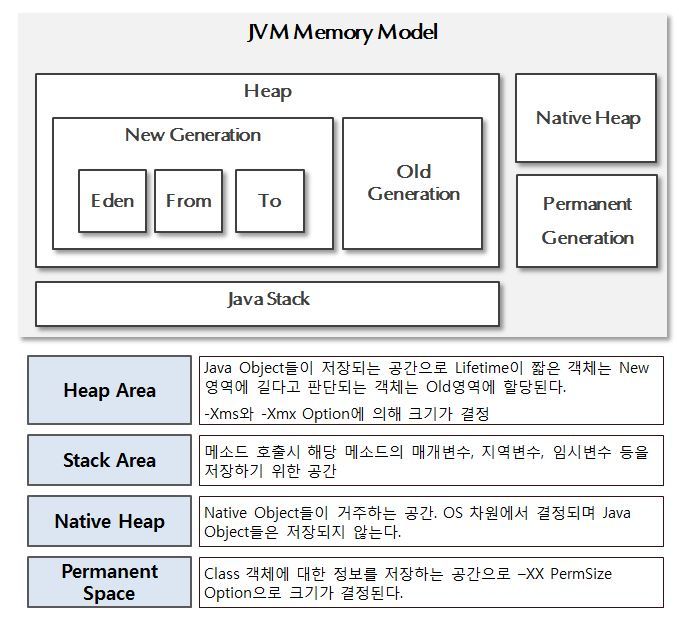 JVM Memory Model
Heap
New Generation
Eden
From
To
Old
Generation
Native Heap
Permanent
Generation
Java Stack
Heap Area
Java Object들이 저장되는 공간으로 Lifetime이 짧은 객체는 New
영역에 길다고 판단되는 객체는 Old영역에 할당된다.
-Xms와 -Xmx Option에 의해 크기가 결정
Stack Area
메소드 호출시 해당 메소드의 매개변수, 지역변수, 임시변수 등을
저장하기 위한 공간
Native Heap
Native Object들이 거주하는 공간. OS 차원에서 결정되며 Java
Object들은 저장되지 않는다.
Permanent
Space
Class 객체에 대한 정보를 저장하는 공간으로 –XX PermSize
Option으로 크기가 결정된다.